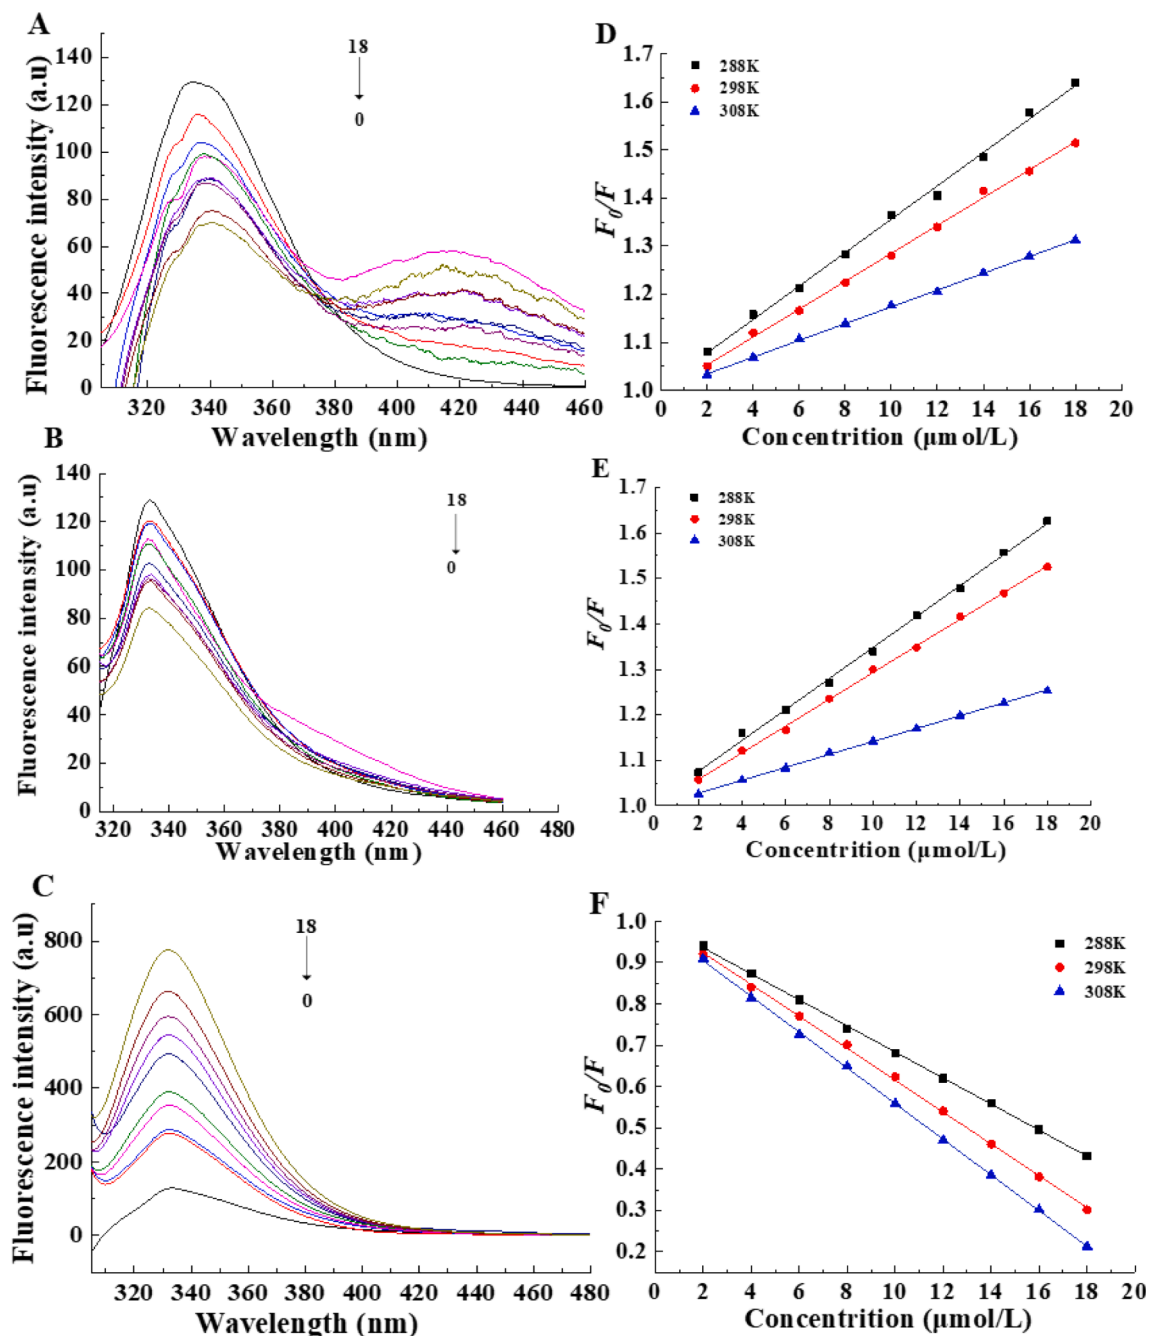 A
Fluorescence intensity (a.u)
140
120
100
80
60
40
20
0
18
0
320 340 360 380 400 420 440 460
Wavelength (nm)
D
F0/F
1.7
1.6
1.5
1.4
1.3
1.2
1.1
1.0
288K
298K
308K
0 2 4 6 8 10 12 14 16 18 20
Concentrition (μmol/L)
B
Fluorescence intensity (a.u)
140
120
100
80
60
40
20
0
18
0
320 340 360 380 400 420 440 460 480
Wavelength (nm)
E
F0/F
1.7
1.6
1.5
1.4
1.3
1.2
1.1
1.0
288K
298K
308K
0 2 4 6 8 10 12 14 16 18 20
Concentrition (μmol/L)
C
Fluorescence intensity (a.u)
800
600
400
200
0
18
0
320 340 360 380 400 420 440 460 480
Wavelength (nm)
F
F0/F
1.0
0.9
0.8
0.7
0.6
0.5
0.4
0.3
0.2
288K
298K
308K
0 2 4 6 8 10 12 14 16 18 20
Concentrition (μmol/L)